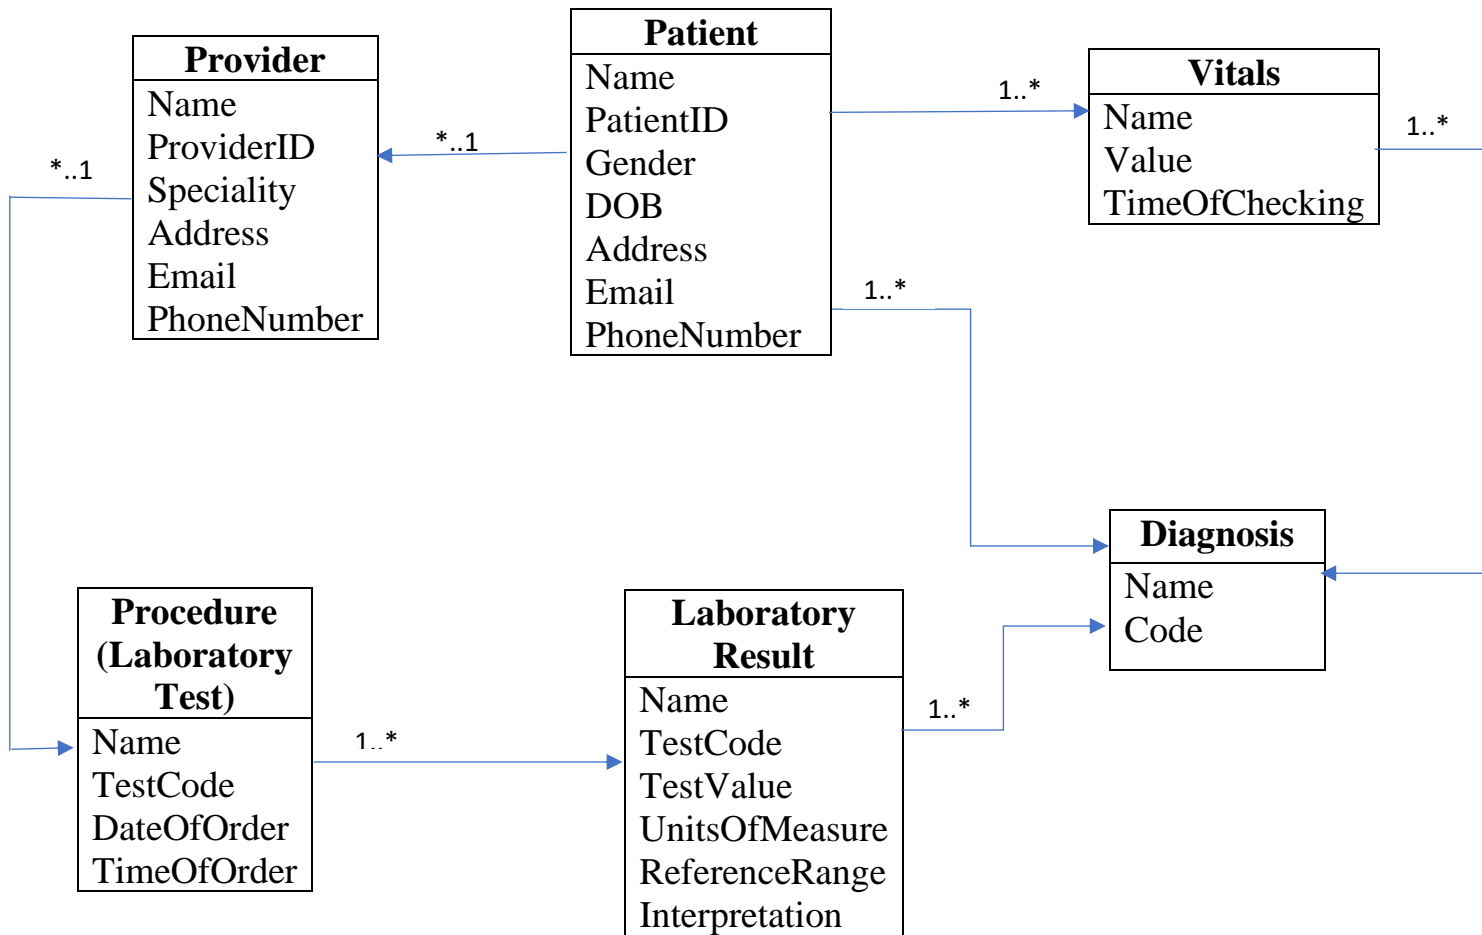 Provider
Name
ProviderID
Speciality
Address
Email
PhoneNumber
*..1
*..1
Patient
Name
PatientID
Gender
DOB
Address
Email
PhoneNumber
1..*
1..*
Vitals
Name
Value
TimeOfChecking
1..*
Procedure
(Laboratory
Test)
Name
TestCode
DateOfOrder
TimeOfOrder
1..*
Laboratory
Result
Name
TestCode
TestValue
UnitsOfMeasure
ReferenceRange
Interpretation
1..*
Diagnosis
Name
Code